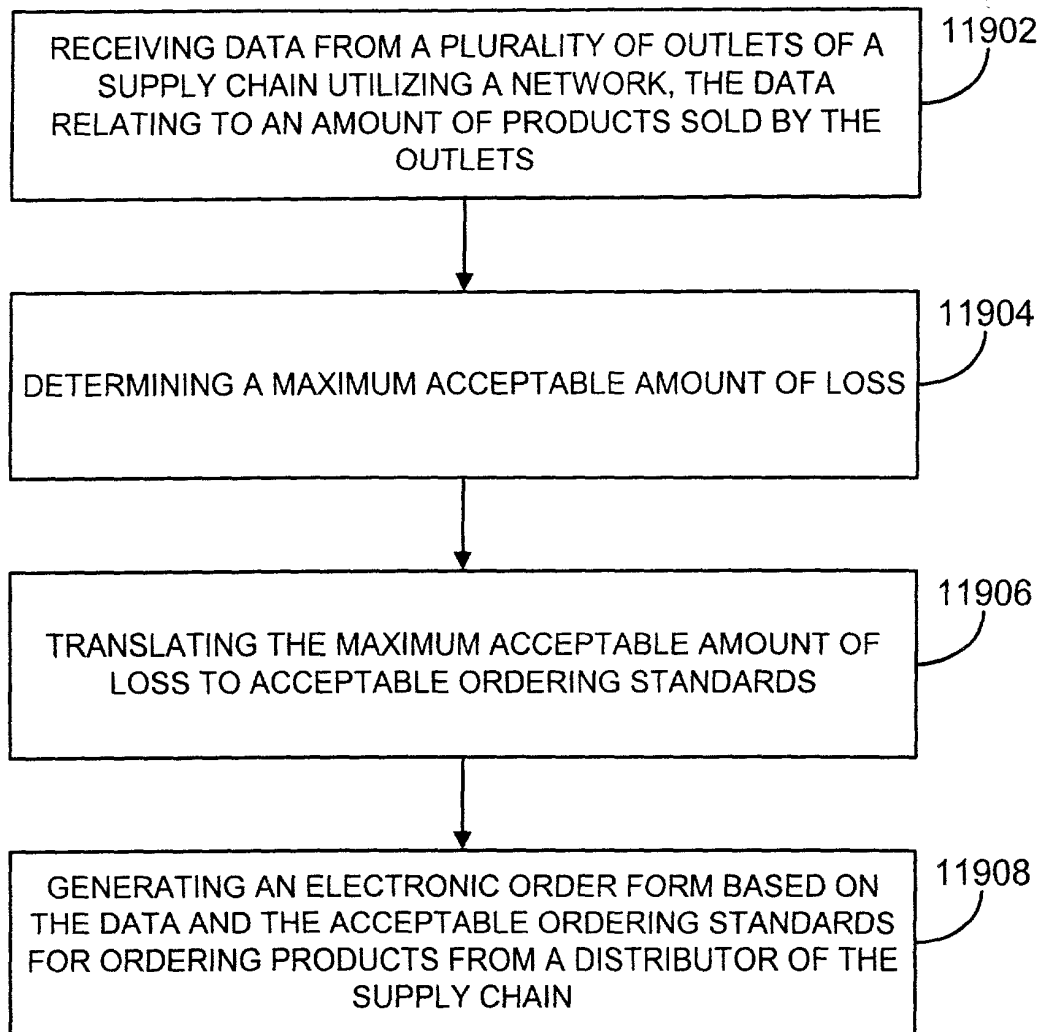 RECEIVING DATA FROM A PLURALITY OF OUTLETS OF A
SUPPLY CHAIN UTILIZING A NETWORK, THE DATA
RELATING TO AN AMOUNT OF PRODUCTS SOLD BY THE
OUTLETS
11902
DETERMINING A MAXIMUM ACCEPTABLE AMOUNT OF LOSS
11904
TRANSLATING THE MAXIMUM ACCEPTABLE AMOUNT OF
LOSS TO ACCEPTABLE ORDERING STANDARDS
11906
GENERATING AN ELECTRONIC ORDER FORM BASED ON
THE DATA AND THE ACCEPTABLE ORDERING STANDARDS
FOR ORDERING PRODUCTS FROM A DISTRIBUTOR OF THE
SUPPLY CHAIN
11908